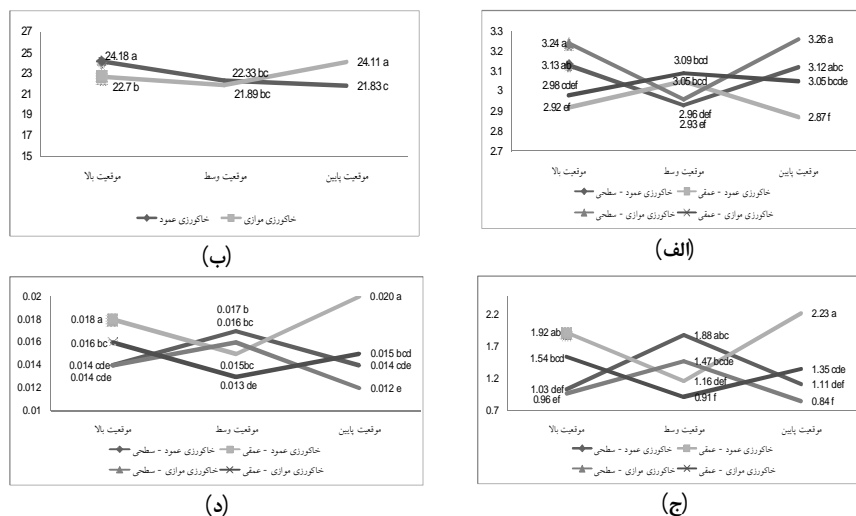 3.3
3.2
3.1
3
2.9
2.8
2.7
3.24 a
3.13 ab
2.98 cdef
2.92 ef
3.09 bcd
3.05 bcd
2.96 def
2.93 ef
3.26 a
3.12 abc
3.05 bcde
2.87 f
موقعیت بالا موقعیت وسط موقعیت پایین
خاکورزی عمود - سطحی خاکورزی عمود - عمقی
خاکورزی موازی - سطحی خاکورزی موازی - عمقی
(الف)
27
25
23
21
19
17
15
24.18 a
22.7 b
22.33 bc
21.89 bc
24.11 a
21.83 c
موقعیت بالا موقعیت وسط موقعیت پایین
خاکورزی عمود خاکورزی موازی
(ب)
2.2
1.7
1.2
0.7
1.92 ab
1.54 bcd
1.03 def
0.96 ef
1.88 abc
1.47 bcde
1.16 def
0.91 f
2.23 a
1.35 cde
1.11 def
0.84 f
موقعیت بالا موقعیت وسط موقعیت پایین
خاکورزی عمود - سطحی خاکورزی عمود - عمقی
خاکورزی موازی - سطحی خاکورزی موازی - عمقی
(ج)
0.02
0.018
0.016
0.014
0.012
0.01
0.018 a
0.016 bc
0.014 cde
0.014 cde
0.017 b
0.016 bc
0.015bc
0.013 de
0.020 a
0.015 bcd
0.014 cde
0.012 e
موقعیت بالا موقعیت وسط موقعیت پایین
خاکورزی عمود - سطحی خاکورزی عمود - عمقی
خاکورزی موازی - سطحی خاکورزی موازی - عمقی
(د)